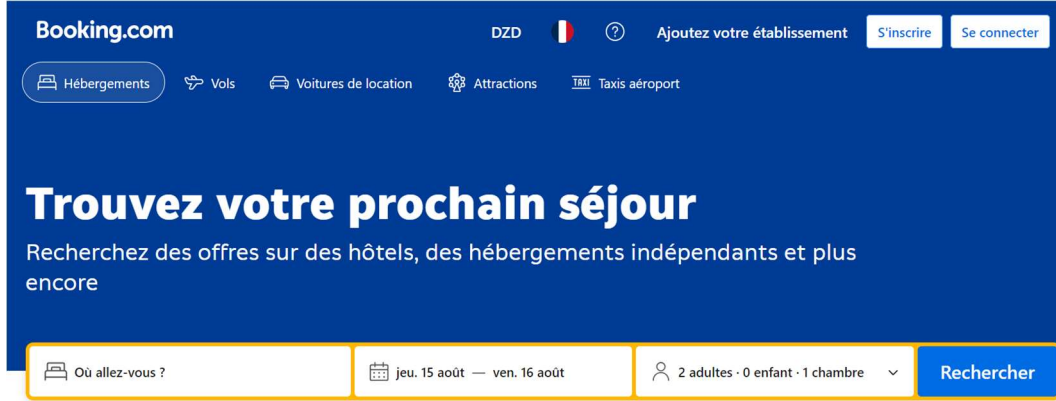 Booking.com
DZD
Ajoutez votre établissement
S'inscrire
Se connecter
Hébergements
Vols
Voitures de location
Attractions
TAXI Taxis aéroport
Trouvez votre prochain séjour
Recherchez des offres sur des hôtels, des hébergements indépendants et plus
encore
Où allez-vous ?
jeu. 15 août — ven. 16 août
2 adultes · 0 enfant · 1 chambre
Rechercher